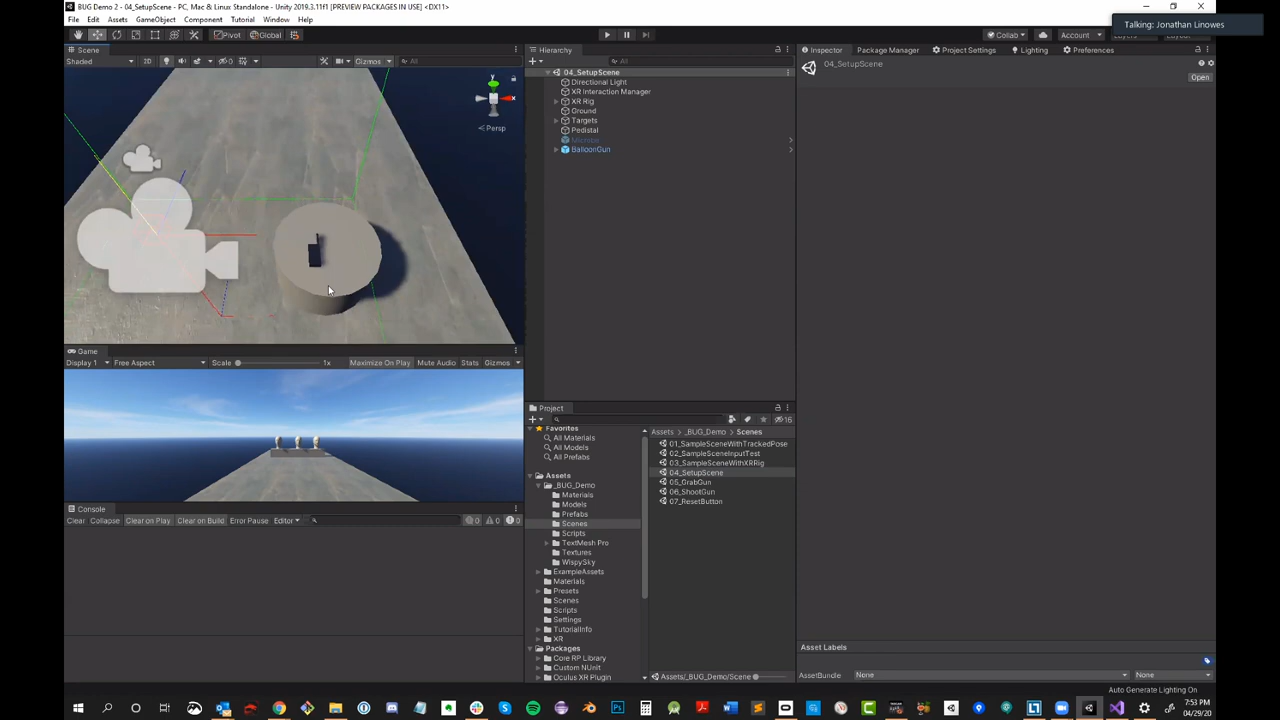 BUG Demo 2 - 04_SetupScene - PC, Mac & Linux Standalone - Unity 2019.3.11f1 [PREVIEW PACKAGES IN USE] <DX11>
Talking: Jonathan Linowes
File Edit Assets GameObject Component Tutorial Window Help
Pivot Global Collab Account
Scene
Shaded 2D 0 Gizmos All
y x
Persp
Game
Display 1 Free Aspect Scale 1x Maximize On Play Mute Audio Stats Gizmos
Console
Clear Collapse Clear on Play Clear on Build Error Pause Editor 0 0 0
Hierarchy
All
04_SetupScene
Directional Light
XR Interaction Manager
XR Rig
Ground
Targets
Pedistal
BalloonGun
Project
16
Favorites
All Materials
All Models
All Prefabs
Assets
_BUG_Demo
Materials
Models
Prefabs
Scenes
Scripts
TextMesh Pro
Textures
WispySky
ExampleAssets
Materials
Presets
Scenes
Scripts
Settings
TutorialInfo
XR
Packages
Core RP Library
Custom NUnit
Oculus XR Plugin
Assets _BUG_Demo Scenes
01_SampleSceneWithTrackedPose
02_SampleSceneInputTest
03_SampleSceneWithXRRig
04_SetupScene
05_GrabGun
06_ShootGun
07_ResetButton
Assets/_BUG_Demo/Scene
Inspector Package Manager Project Settings Lighting Preferences
04_SetupScene
Open
Asset Labels
AssetBundle None None
Auto Generate Lighting On
7:53 PM
04/29/20